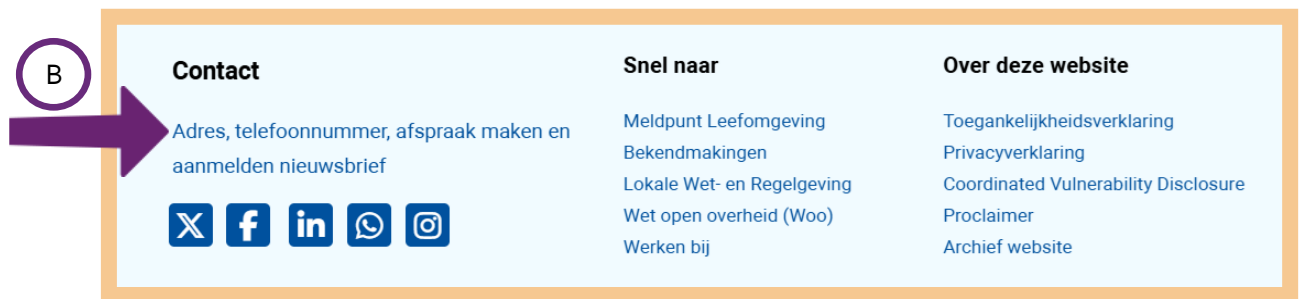 B
Contact
Adres, telefoonnummer, afspraak maken en
aanmelden nieuwsbrief
Snel naar
Meldpunt Leefomgeving
Bekendmakingen
Lokale Wet- en Regelgeving
Wet open overheid (Woo)
Werken bij
Over deze website
Toegankelijkheidsverklaring
Privacyverklaring
Coordinated Vulnerability Disclosure
Proclaimer
Archief website